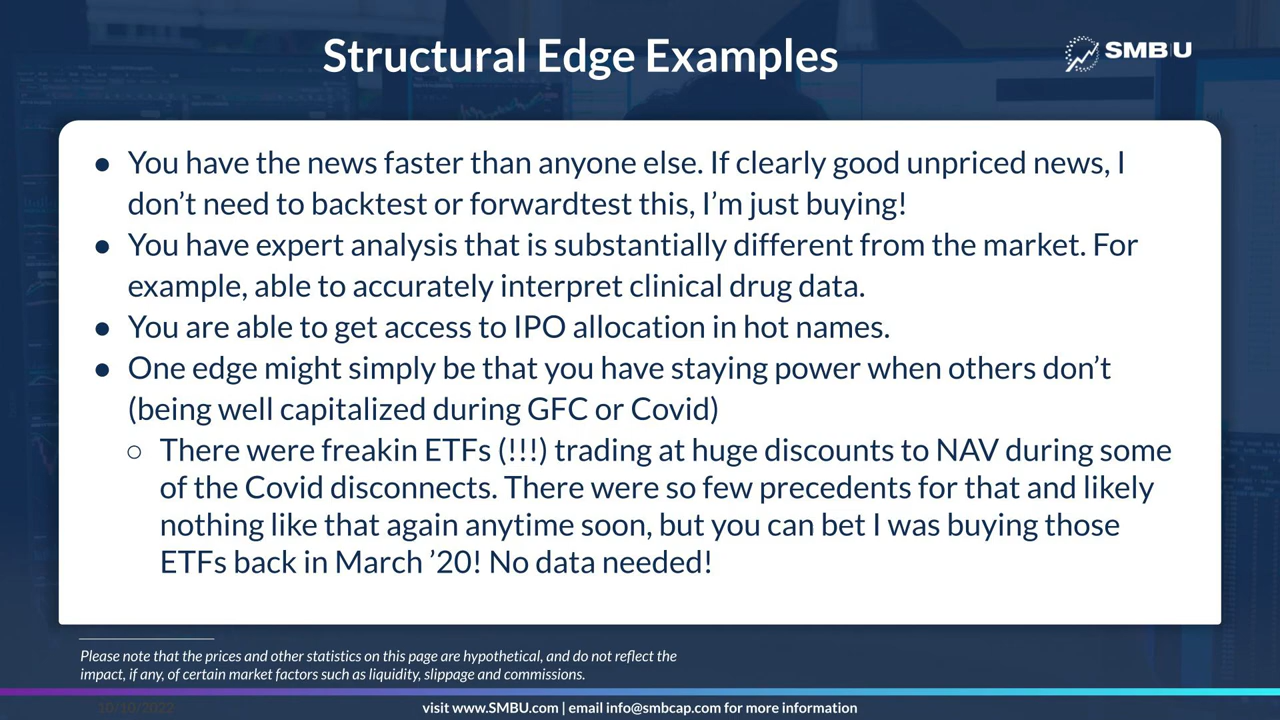 Structural Edge Examples
SMBU
● You have the news faster than anyone else. If clearly good unpriced news, I
don’t need to backtest or forwardtest this, I’m just buying!
● You have expert analysis that is substantially different from the market. For
example, able to accurately interpret clinical drug data.
● You are able to get access to IPO allocation in hot names.
● One edge might simply be that you have staying power when others don’t
(being well capitalized during GFC or Covid)
○ There were freakin ETFs (!!!) trading at huge discounts to NAV during some
of the Covid disconnects. There were so few precedents for that and likely
nothing like that again anytime soon, but you can bet I was buying those
ETFs back in March ’20! No data needed!
Please note that the prices and other statistics on this page are hypothetical, and do not reflect the
impact, if any, of certain market factors such as liquidity, slippage and commissions.
10/10/2022
visit www.SMBU.com | email info@smbcap.com for more information